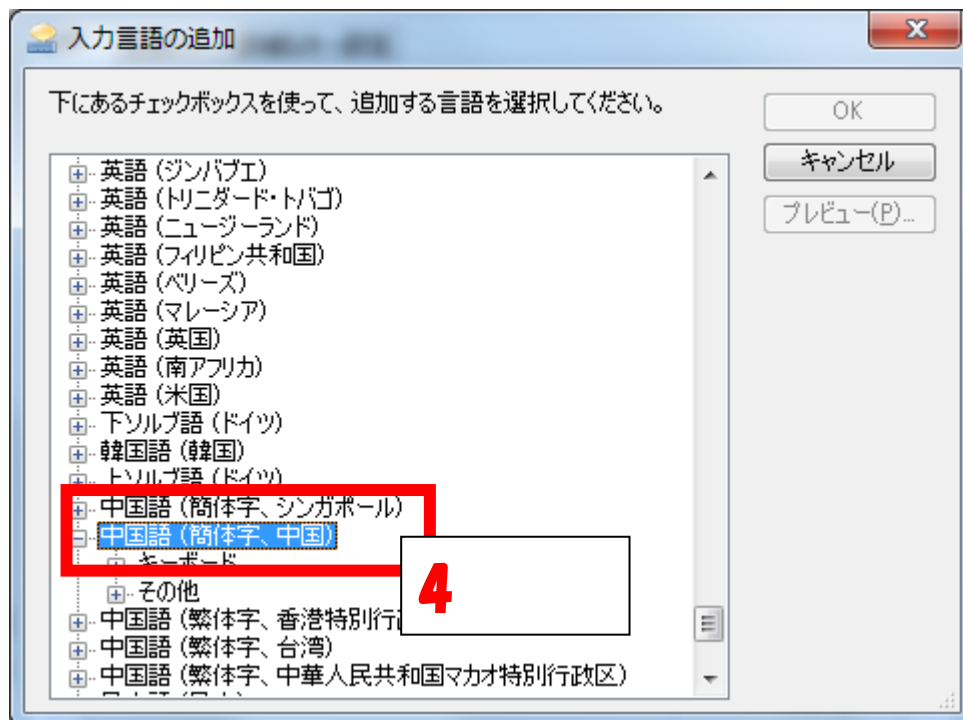 入力言語の追加
下にあるチェックボックスを使って、追加する言語を選択してください。
OK
キャンセル
プレビュー(P)...
英語 (ジンバブエ)
英語 (トリニダード・トバゴ)
英語 (ニュージーランド)
英語 (フィリピン共和国)
英語 (ベリーズ)
英語 (マレーシア)
英語 (英国)
英語 (南アフリカ)
英語 (米国)
下ソルブ語 (ドイツ)
韓国語 (韓国)
上ソルブ語 (ドイツ)
中国語 (簡体字、シンガポール)
中国語 (簡体字、中国)
キーボード
4
その他
中国語 (繁体字、香港特別行
中国語 (繁体字、台湾)
中国語 (繁体字、中華人民共和国マカオ特別行政区)